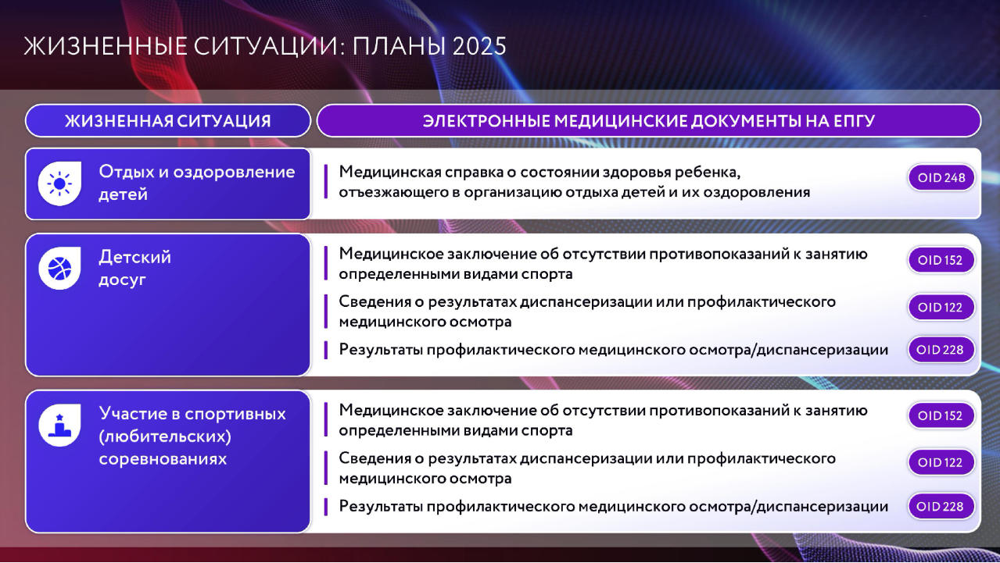 ЖИЗНЕННЫЕ СИТУАЦИИ: ПЛАНЫ 2025
ЖИЗНЕННАЯ СИТУАЦИЯ
ЭЛЕКТРОННЫЕ МЕДИЦИНСКИЕ ДОКУМЕНТЫ НА ЕПГУ
Отдых и оздоровление
детей
Медицинская справка о состоянии здоровья ребенка,
отъезжающего в организацию отдыха детей и их оздоровления
OID 248
Детский
досуг
Медицинское заключение об отсутствии противопоказаний к занятию
определенными видами спорта
OID 152
Сведения о результатах диспансеризации или профилактического
медицинского осмотра
OID 122
Результаты профилактического медицинского осмотра/диспансеризации
OID 228
Участие в спортивных
(любительских)
соревнованиях
Медицинское заключение об отсутствии противопоказаний к занятию
определенными видами спорта
OID 152
Сведения о результатах диспансеризации или профилактического
медицинского осмотра
OID 122
Результаты профилактического медицинского осмотра/диспансеризации
OID 228